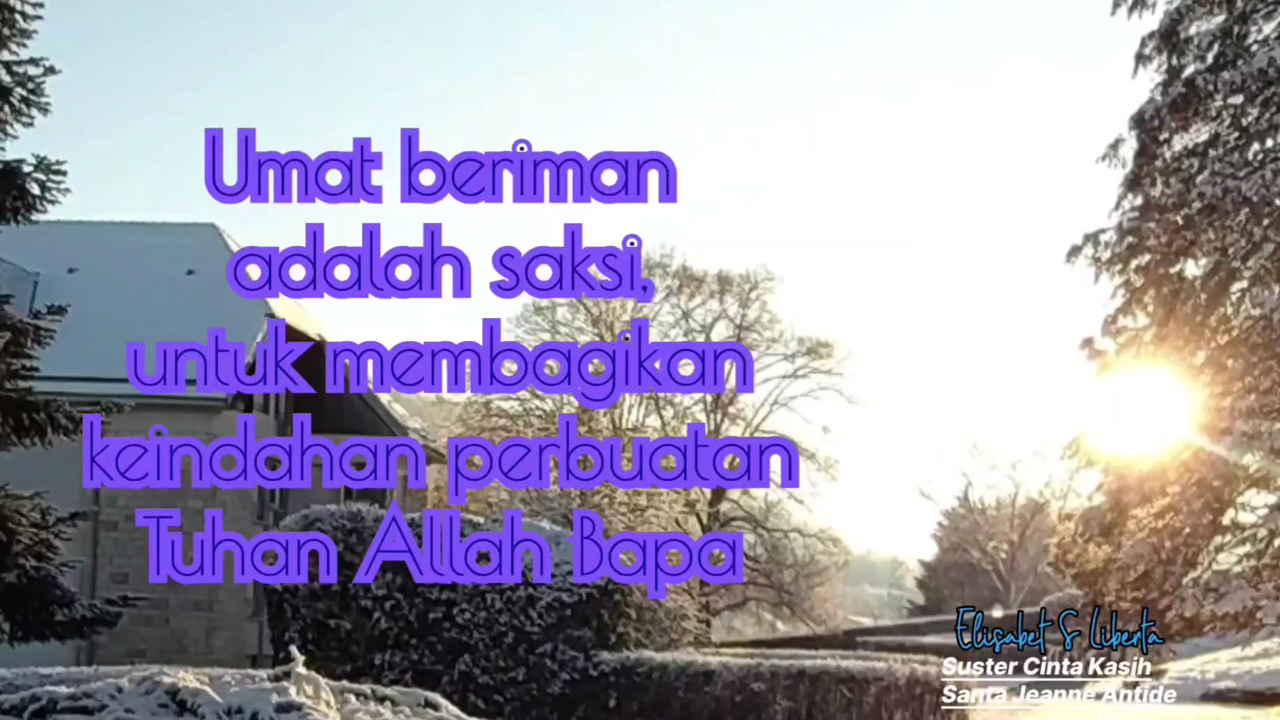 Umat beriman
adalah saksi,
untuk membagikan
keindahan perbuatan
Tuhan Allah Bapa
Elisabet S Liberta
Suster Cinta Kasih
Santa Jeanne Antide